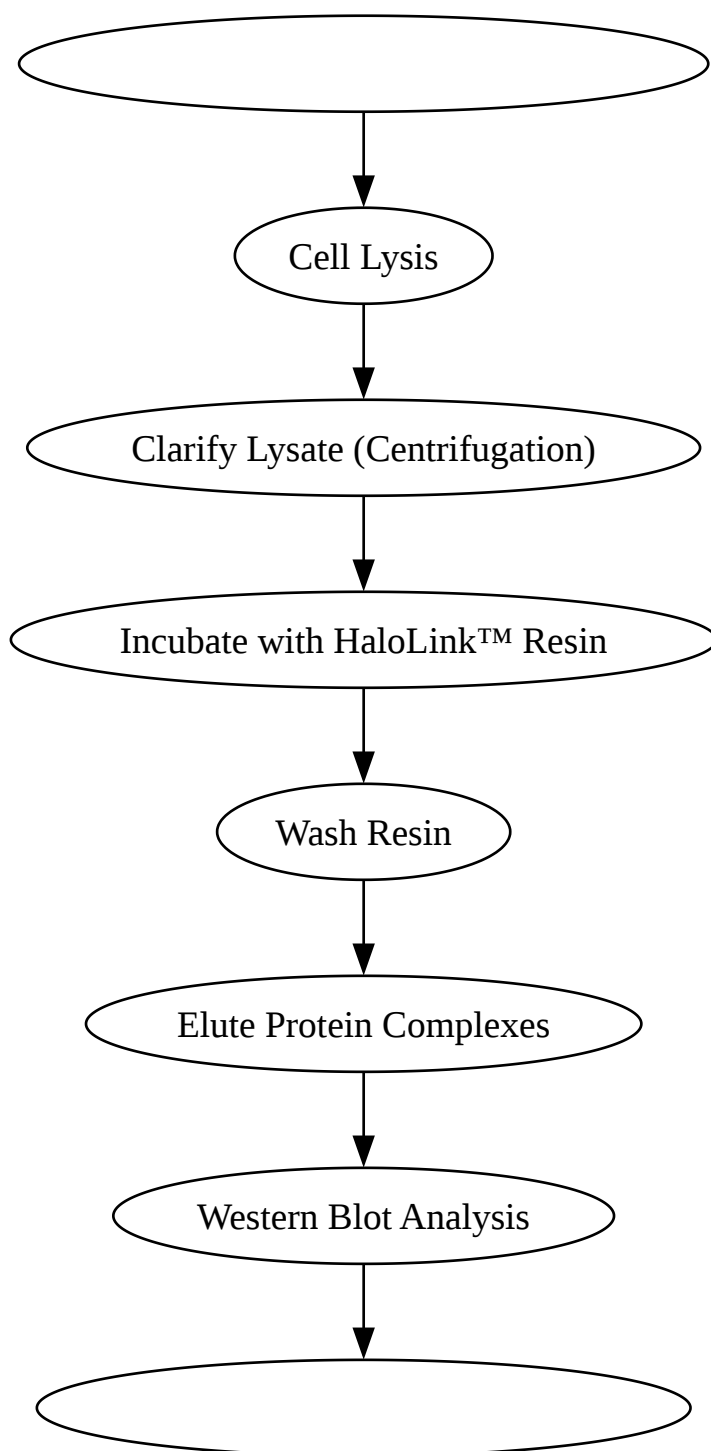 Cell Lysis
Clarify Lysate (Centrifugation)
Incubate with HaloLink™ Resin
Wash Resin
Elute Protein Complexes
Western Blot Analysis